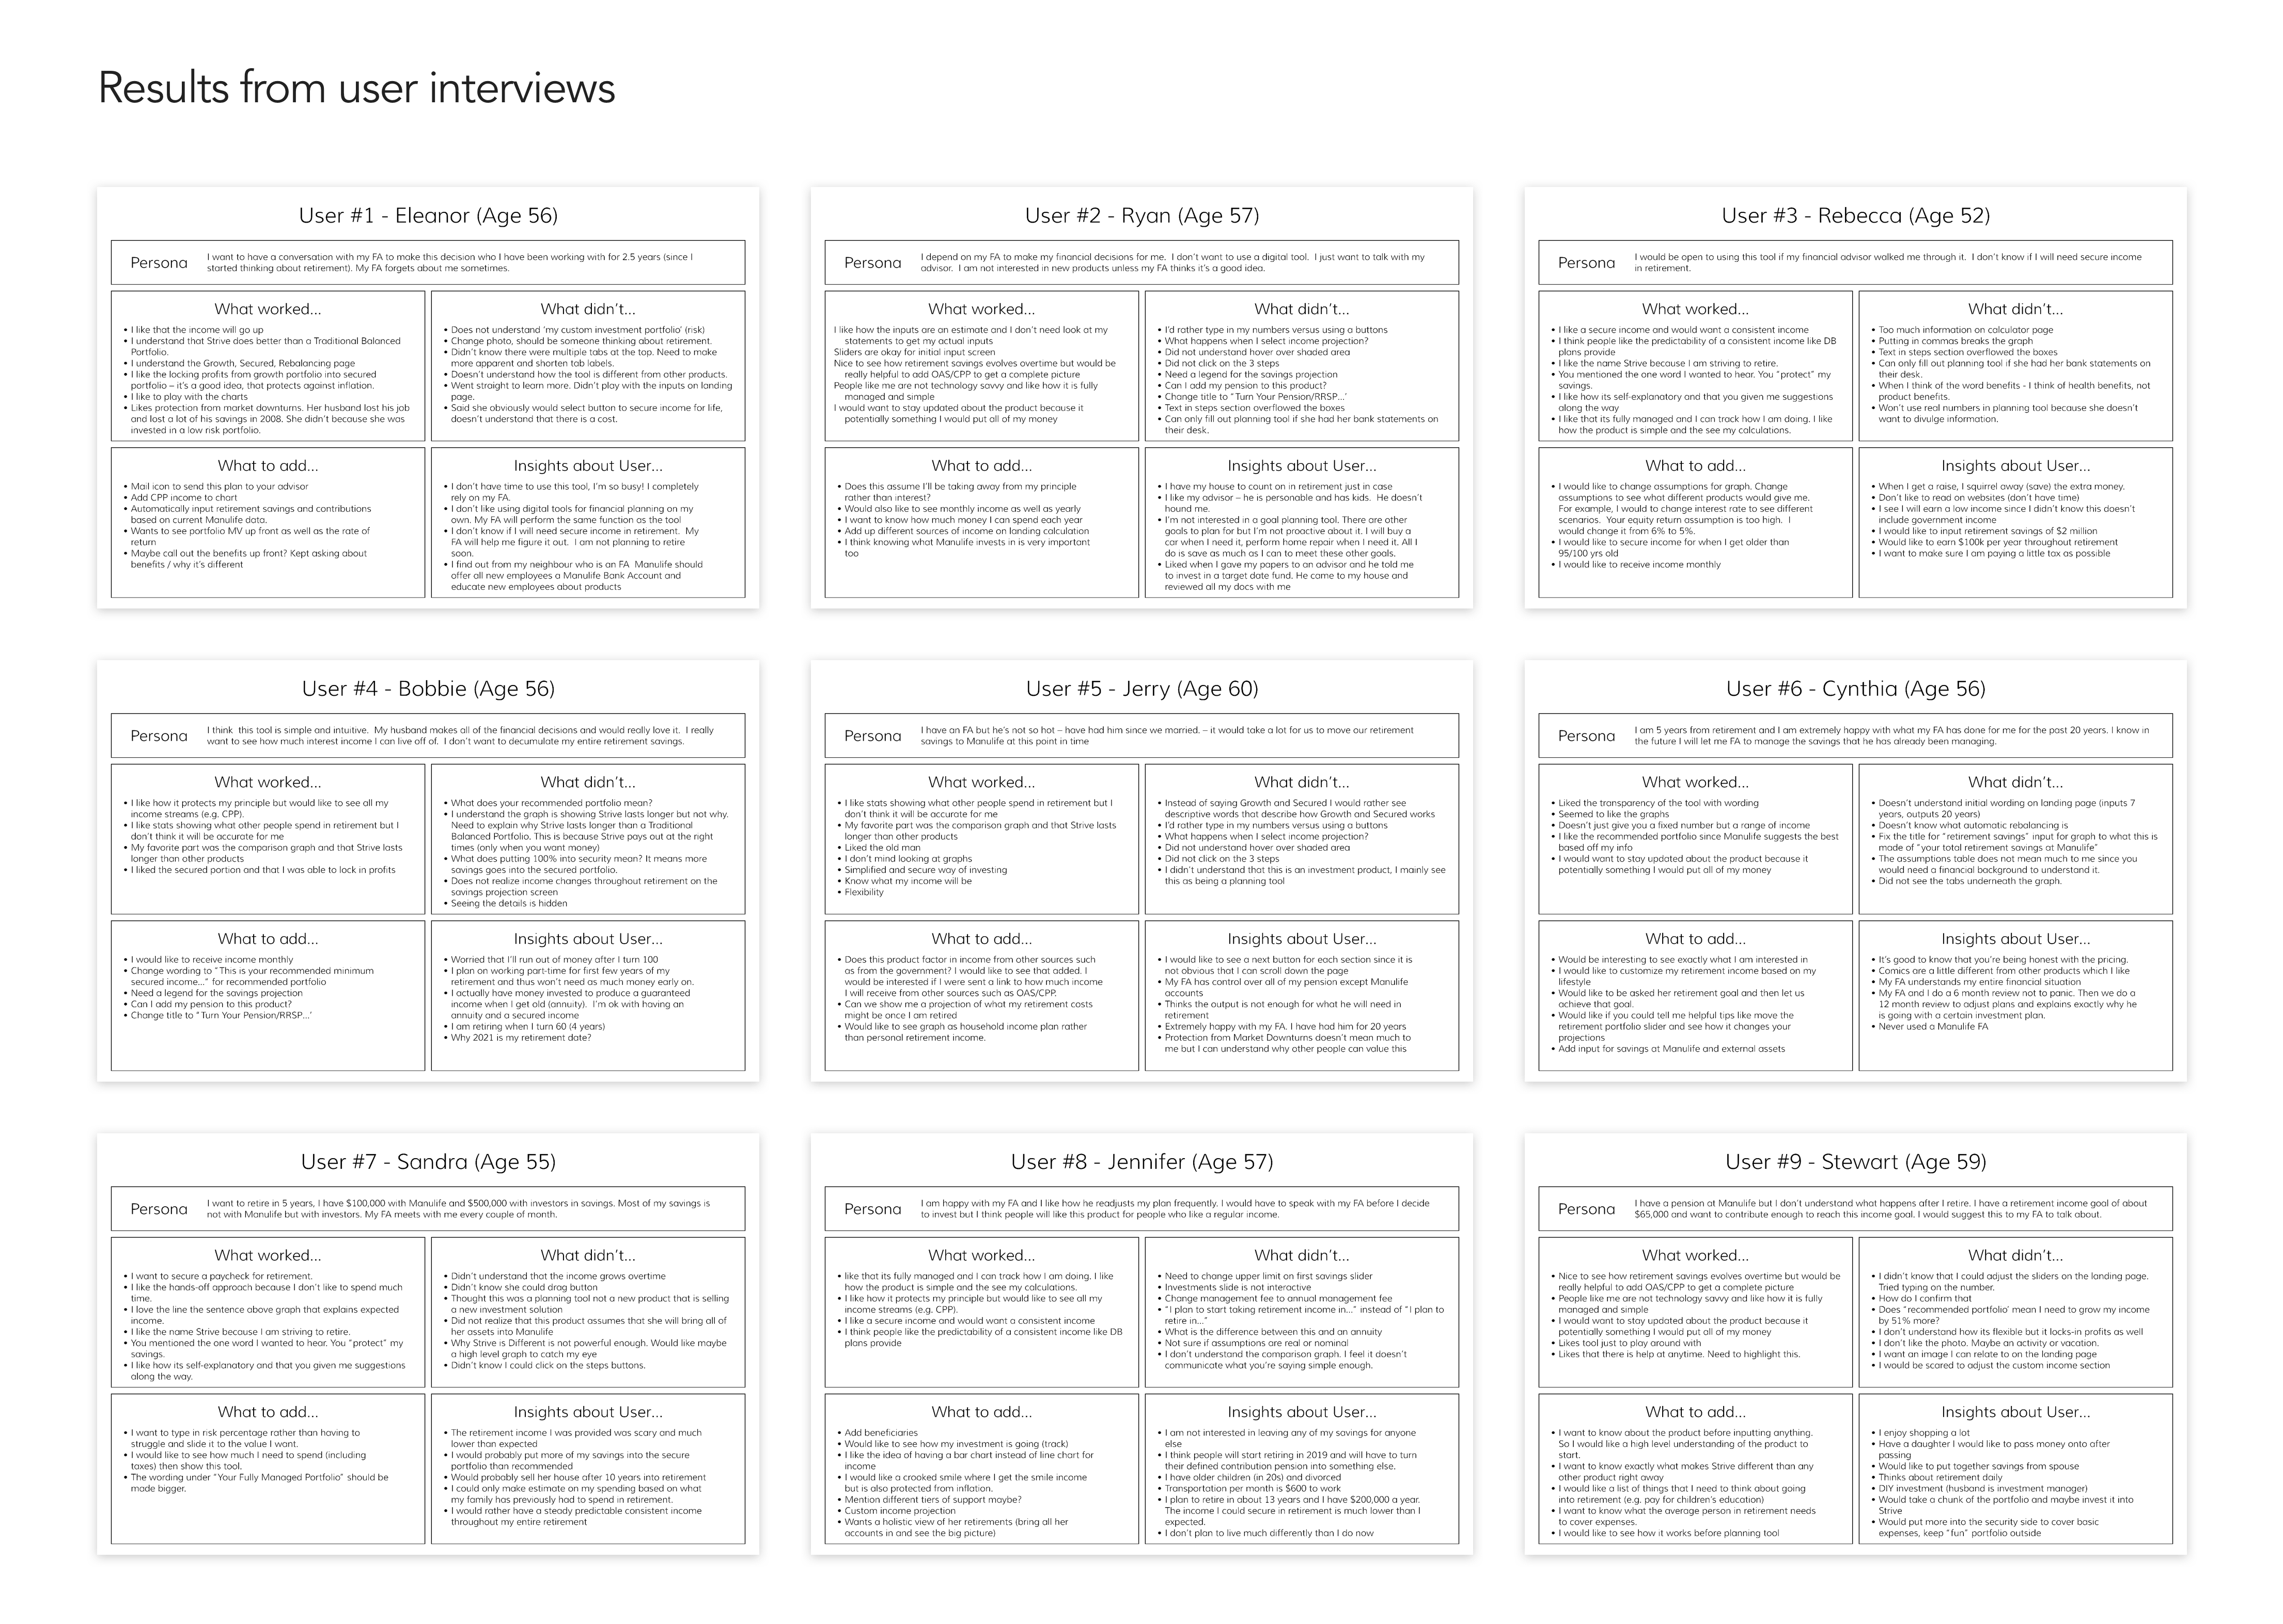 Results from user interviews
User #1 - Eleanor (Age 56)
Persona
I want to have a conversation with my FA to make this decision who I have been working with for 2.5 years (since I
started thinking about retirement). My FA forgets about me sometimes.
What worked...
• I like that the income will go up
• I understand that Strive does better than a Traditional Balanced
Portfolio.
• I understand the Growth, Secured, Rebalancing page
• I like the locking profits from growth portfolio into secured
portfolio – it's a good idea, that protects against inflation.
• I like to play with the charts
• Likes protection from market downturns. Her husband lost his job
and lost a lot of his savings in 2008. She didn't because she was
invested in a low risk portfolio.
What didn't...
• Does not understand 'my custom investment portfolio' (risk)
• Change photo, should be someone thinking about retirement.
• Didn't know there were multiple tabs at the top. Need to make
more apparent and shorten tab labels.
• Doesn't understand how the tool is different from other products.
• Went straight to learn more. Didn't play with the inputs on landing
page.
• Said she obviously would select button to secure income for life,
doesn't understand that there is a cost.
What to add...
• Mail icon to send this plan to your advisor
• Add CPP income to chart
• Automatically input retirement savings and contributions
based on current Manulife data.
• Wants to see portfolio MV up front as well as the rate of
return
• Maybe call out the benefits up front? Kept asking about
benefits / why it's different
Insights about User...
• I don't have time to use this tool, I'm so busy! I completely
rely on my FA.
• I don't like using digital tools for financial planning on my
own. My FA will perform the same function as the tool
• I don't know if I will need secure income in retirement. My
FA will help me figure it out. I am not planning to retire
soon.
• I find out from my neighbour who is an FA Manulife should
offer all new employees a Manulife Bank Account and
educate new employees about products
User #2 - Ryan (Age 57)
Persona
I depend on my FA to make my financial decisions for me. I don't want to use a digital tool. I just want to talk with my
advisor. I am not interested in new products unless my FA thinks it's a good idea.
What worked...
I like how the inputs are an estimate and I don't need look at my
statements to get my actual inputs
Sliders are okay for initial input screen
Nice to see how retirement savings evolves overtime but would be
really helpful to add OAS/CPP to get a complete picture
People like me are not technology savvy and like how it is fully
managed and simple
I would want to stay updated about the product because it
potentially something I would put all of my money
What didn't...
• I'd rather type in my numbers versus using a buttons
• What happens when I select income projection?
• Did not understand hover over shaded area
• Did not click on the 3 steps
• Need a legend for the savings projection
• Can I add my pension to this product?
• Change title to "Turn Your Pension/RRSP...'
• Text in steps section overflowed the boxes
• Can only fill out planning tool if she had her bank statements on
their desk.
What to add...
• Does this assume I'll be taking away from my principle
rather than interest?
• Would also like to see monthly income as well as yearly
• I want to know how much money I can spend each year
• Add up different sources of income on landing calculation
• I think knowing what Manulife invests in is very important
too
Insights about User...
• I have my house to count on in retirement just in case
• I like my advisor – he is personable and has kids. He doesn't
hound me.
• I'm not interested in a goal planning tool. There are other
goals to plan for but I'm not proactive about it. I will buy a
car when I need it, perform home repair when I need it. All I
do is save as much as I can to meet these other goals.
• Liked when I gave my papers to an advisor and he told me
to invest in a target date fund. He came to my house and
reviewed all my docs with me
User #3 - Rebecca (Age 52)
Persona
I would be open to using this tool if my financial advisor walked me through it. I don't know if I will need secure income
in retirement.
What worked...
• I like a secure income and would want a consistent income
• I think people like the predictability of a consistent income like DB
plans provide
• I like the name Strive because I am striving to retire.
• You mentioned the one word I wanted to hear. You "protect" my
savings.
• I like how its self-explanatory and that you given me suggestions
along the way
• I like that its fully managed and I can track how I am doing. I like
how the product is simple and the see my calculations.
What didn't...
• Too much information on calculator page
• Putting in commas breaks the graph
• Text in steps section overflowed the boxes
• Can only fill out planning tool if she had her bank statements on
their desk.
• When I think of the word benefits - I think of health benefits, not
product benefits.
• Won't use real numbers in planning tool because she doesn't
want to divulge information.
What to add...
• I would like to change assumptions for graph. Change
assumptions to see what different products would give me.
For example, I would to change interest rate to see different
scenarios. Your equity return assumption is too high. I
would change it from 6% to 5%.
• I would like to secure income for when I get older than
95/100 yrs old
• I would like to receive income monthly
Insights about User...
• When I get a raise, I squirrel away (save) the extra money.
• Don't like to read on websites (don't have time)
• I see I will earn a low income since I didn't know this doesn't
include government income
• I would like to input retirement savings of $2 million
• Would like to earn $100k per year throughout retirement
• I want to make sure I am paying a little tax as possible
User #4 - Bobbie (Age 56)
Persona
I think this tool is simple and intuitive. My husband makes all of the financial decisions and would really love it. I really
want to see how much interest income I can live off of. I don't want to decumulate my entire retirement savings.
What worked...
• I like how it protects my principle but would like to see all my
income streams (e.g. CPP).
• I like stats showing what other people spend in retirement but I
don't think it will be accurate for me
• My favorite part was the comparison graph and that Strive lasts
longer than other products
• I liked the secured portion and that I was able to lock in profits
What didn't...
• What does your recommended portfolio mean?
• I understand the graph is showing Strive lasts longer but not why.
Need to explain why Strive lasts longer than a Traditional
Balanced Portfolio. This is because Strive pays out at the right
times (only when you want money)
• What does putting 100% into security mean? It means more
savings goes into the secured portfolio.
• Does not realize income changes throughout retirement on the
savings projection screen
• Seeing the details is hidden
What to add...
• I would like to receive income monthly
• Change wording to "This is your recommended minimum
secured income..." for recommended portfolio
• Need a legend for the savings projection
• Can I add my pension to this product?
• Change title to "Turn Your Pension/RRSP...'
Insights about User...
• Worried that I'll run out of money after I turn 100
• I plan on working part-time for first few years of my
retirement and thus won't need as much money early on.
• I actually have money invested to produce a guaranteed
income when I get old (annuity). I'm ok with having an
annuity and a secured income
• I am retiring when I turn 60 (4 years)
• Why 2021 is my retirement date?
User #5 - Jerry (Age 60)
Persona
I have an FA but he's not so hot – have had him since we married. – it would take a lot for us to move our retirement
savings to Manulife at this point in time
What worked...
• I like stats showing what other people spend in retirement but I
don't think it will be accurate for me
• My favorite part was the comparison graph and that Strive lasts
longer than other products
• Liked the old man
• I don't mind looking at graphs
• Simplified and secure way of investing
• Know what my income will be
• Flexibility
What didn't...
• Instead of saying Growth and Secured I would rather see
descriptive words that describe how Growth and Secured works
• I'd rather type in my numbers versus using a buttons
• What happens when I select income projection?
• Did not understand hover over shaded area
• Did not click on the 3 steps
• I didn't understand that this is an investment product, I mainly see
this as being a planning tool
What to add...
• Does this product factor in income from other sources such
as from the government? I would like to see that added. I
would be interested if I were sent a link to how much income
I will receive from other sources such as OAS/CPP.
• Can we show me a projection of what my retirement costs
might be once I am retired
• Would like to see graph as household income plan rather
than personal retirement income.
Insights about User...
• I would like to see a next button for each section since it is
not obvious that I can scroll down the page
• My FA has control over all of my pension except Manulife
accounts
• Thinks the output is not enough for what he will need in
retirement
• Extremely happy with my FA. I have had him for 20 years
• Protection from Market Downturns doesn't mean much to
me but I can understand why other people can value this
User #6 - Cynthia (Age 56)
Persona
I am 5 years from retirement and I am extremely happy with what my FA has done for me for the past 20 years. I know in
the future I will let me FA to manage the savings that he has already been managing.
What worked...
• Liked the transparency of the tool with wording
• Seemed to like the graphs
• Doesn't just give you a fixed number but a range of income
• I like the recommended portfolio since Manulife suggests the best
based off my info
• I would want to stay updated about the product because it
potentially something I would put all of my money
What didn't...
• Doesn't understand initial wording on landing page (inputs 7
years, outputs 20 years)
• Doesn't know what automatic rebalancing is
• Fix the title for "retirement savings" input for graph to what this is
made of "your total retirement savings at Manulife"
• The assumptions table does not mean much to me since you
would need a financial background to understand it.
• Did not see the tabs underneath the graph.
What to add...
• Would be interesting to see exactly what I am interested in
• I would like to customize my retirement income based on my
lifestyle
• Would like to be asked her retirement goal and then let us
achieve that goal.
• Would like if you could tell me helpful tips like move the
retirement portfolio slider and see how it changes your
projections
• Add input for savings at Manulife and external assets
Insights about User...
• It's good to know that you're being honest with the pricing.
• Comics are a little different from other products which I like
• My FA understands my entire financial situation
• My FA and I do a 6 month review not to panic. Then we do a
12 month review to adjust plans and explains exactly why he
is going with a certain investment plan.
• Never used a Manulife FA
User #7 - Sandra (Age 55)
Persona
I want to retire in 5 years, I have $100,000 with Manulife and $500,000 with investors in savings. Most of my savings is
not with Manulife but with investors. My FA meets with me every couple of month.
What worked...
• I want to secure a paycheck for retirement.
• I like the hands-off approach because I don't like to spend much
time.
• I love the line the sentence above graph that explains expected
income.
• I like the name Strive because I am striving to retire.
• You mentioned the one word I wanted to hear. You "protect" my
savings.
• I like how its self-explanatory and that you given me suggestions
along the way.
What didn't...
• Didn't understand that the income grows overtime
• Didn't know she could drag button
• Thought this was a planning tool not a new product that is selling
a new investment solution
• Did not realize that this product assumes that she will bring all of
her assets into Manulife
• Why Strive is Different is not powerful enough. Would like maybe
a high level graph to catch my eye
• Didn't know I could click on the steps buttons.
What to add...
• I want to type in risk percentage rather than having to
struggle and slide it to the value I want.
• I would like to see how much I need to spend (including
taxes) then show this tool.
• The wording under "Your Fully Managed Portfolio" should be
made bigger.
Insights about User...
• The retirement income I was provided was scary and much
lower than expected
• I would probably put more of my savings into the secure
portfolio than recommended
• Would probably sell her house after 10 years into retirement
• I could only make estimate on my spending based on what
my family has previously had to spend in retirement.
• I would rather have a steady predictable consistent income
throughout my entire retirement
User #8 - Jennifer (Age 57)
Persona
I am happy with my FA and I like how he readjusts my plan frequently. I would have to speak with my FA before I decide
to invest but I think people will like this product for people who like a regular income.
What worked...
• like that its fully managed and I can track how I am doing. I like
how the product is simple and the see my calculations.
• I like how it protects my principle but would like to see all my
income streams (e.g. CPP).
• I like a secure income and would want a consistent income
• I think people like the predictability of a consistent income like DB
plans provide
What didn't...
• Need to change upper limit on first savings slider
• Investments slide is not interactive
• Change management fee to annual management fee
• "I plan to start taking retirement income in..." instead of "I plan to
retire in..."
• What is the difference between this and an annuity
• Not sure if assumptions are real or nominal
• I don't understand the comparison graph. I feel it doesn't
communicate what you're saying simple enough.
What to add...
• Add beneficiaries
• Would like to see how my investment is going (track)
• I like the idea of having a bar chart instead of line chart for
income
• I would like a crooked smile where I get the smile income
but is also protected from inflation.
• Mention different tiers of support maybe?
• Custom income projection
• Wants a holistic view of her retirements (bring all her
accounts in and see the big picture)
Insights about User...
• I am not interested in leaving any of my savings for anyone
else
• I think people will start retiring in 2019 and will have to turn
their defined contribution pension into something else.
• I have older children (in 20s) and divorced
• Transportation per month is $600 to work
• I plan to retire in about 13 years and I have $200,000 a year.
The income I could secure in retirement is much lower than I
expected.
• I don't plan to live much differently than I do now
User #9 - Stewart (Age 59)
Persona
I have a pension at Manulife but I don't understand what happens after I retire. I have a retirement income goal of about
$65,000 and want to contribute enough to reach this income goal. I would suggest this to my FA to talk about.
What worked...
• Nice to see how retirement savings evolves overtime but would be
really helpful to add OAS/CPP to get a complete picture
• People like me are not technology savvy and like how it is fully
managed and simple
• I would want to stay updated about the product because it
potentially something I would put all of my money
• Likes tool just to play around with
• Likes that there is help at anytime. Need to highlight this.
What didn't...
• I didn't know that I could adjust the sliders on the landing page.
Tried typing on the number.
• How do I confirm that
• Does "recommended portfolio' mean I need to grow my income
by 51% more?
• I don't understand how its flexible but it locks-in profits as well
• I don't like the photo. Maybe an activity or vacation.
• I want an image I can relate to on the landing page
• I would be scared to adjust the custom income section
What to add...
• I want to know about the product before inputting anything.
So I would like a high level understanding of the product to
start.
• I want to know exactly what makes Strive different than any
other product right away
• I would like a list of things that I need to think about going
into retirement (e.g. pay for children's education)
• I want to know what the average person in retirement needs
to cover expenses.
• I would like to see how it works before planning tool
Insights about User...
• I enjoy shopping a lot
• Have a daughter I would like to pass money onto after
passing
• Would like to put together savings from spouse
• Thinks about retirement daily
• DIY investment (husband is investment manager)
• Would take a chunk of the portfolio and maybe invest it into
Strive
• Would put more into the security side to cover basic
expenses, keep "fun" portfolio outside